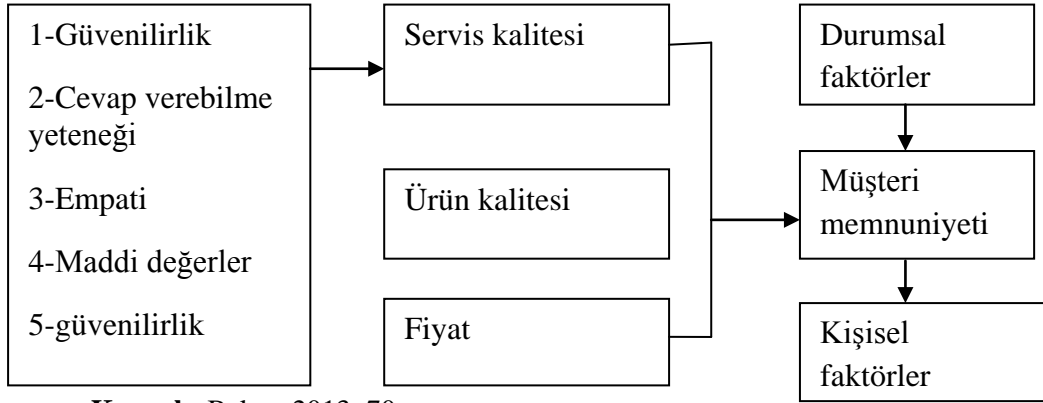 1-Güvenilirlik
2-Cevap verebilme
yeteneği
3-Empati
4-Maddi değerler
5-güvenilirlik
Servis kalitesi
Ürün kalitesi
Fiyat
Durumsal
faktörler
Müşteri
memnuniyeti
Kişisel
faktörler